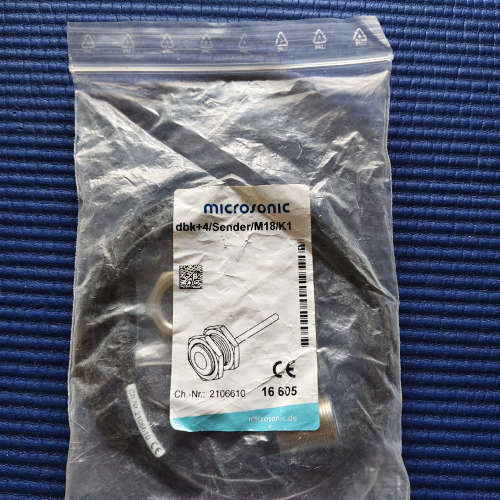 microsonic
dbk+4/Sender/M18/K1
CE
Ch.-Nr.: 2106610 16 605
microsonic.de